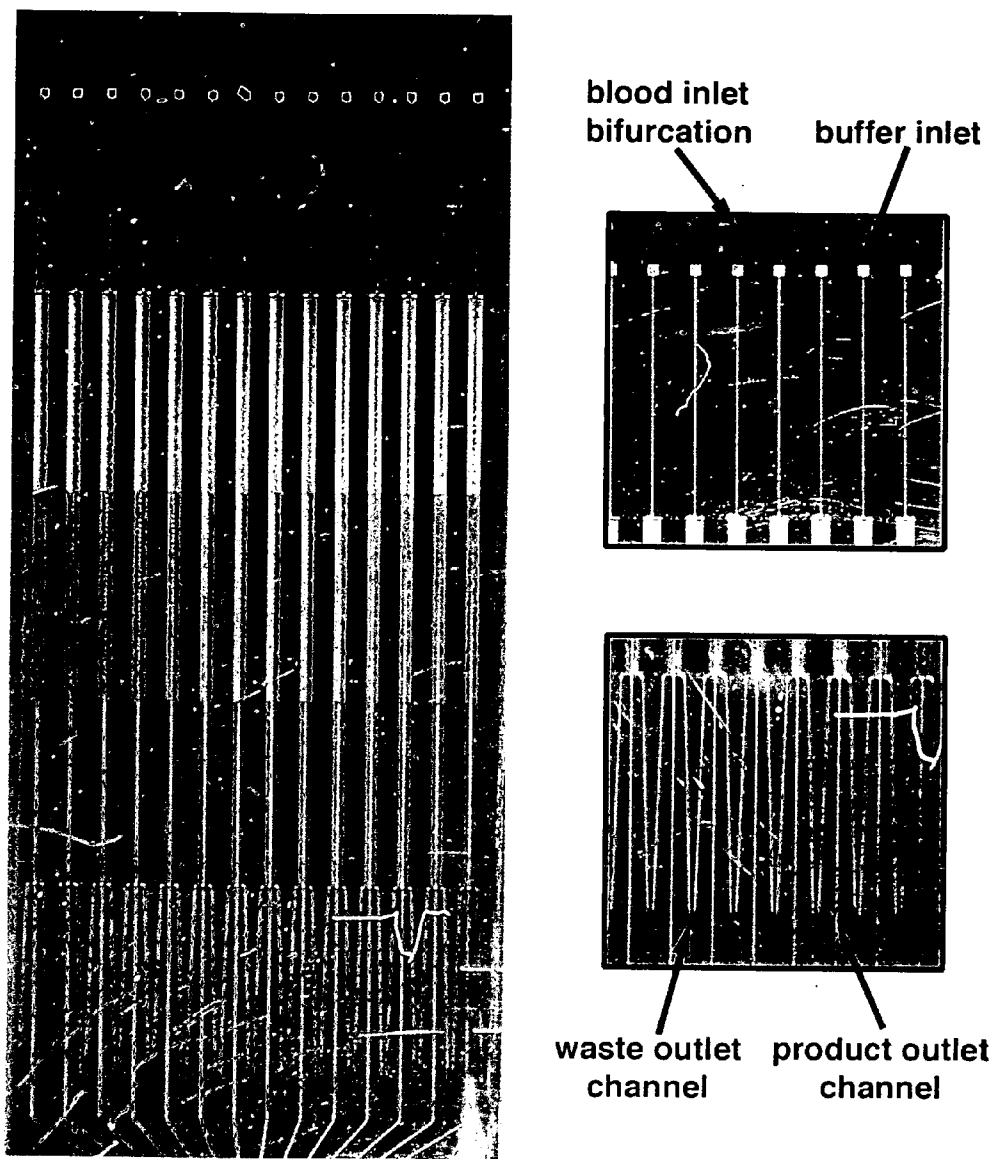 blood inlet
bifurcation
buffer inlet
waste outlet
channel
product outlet
channel